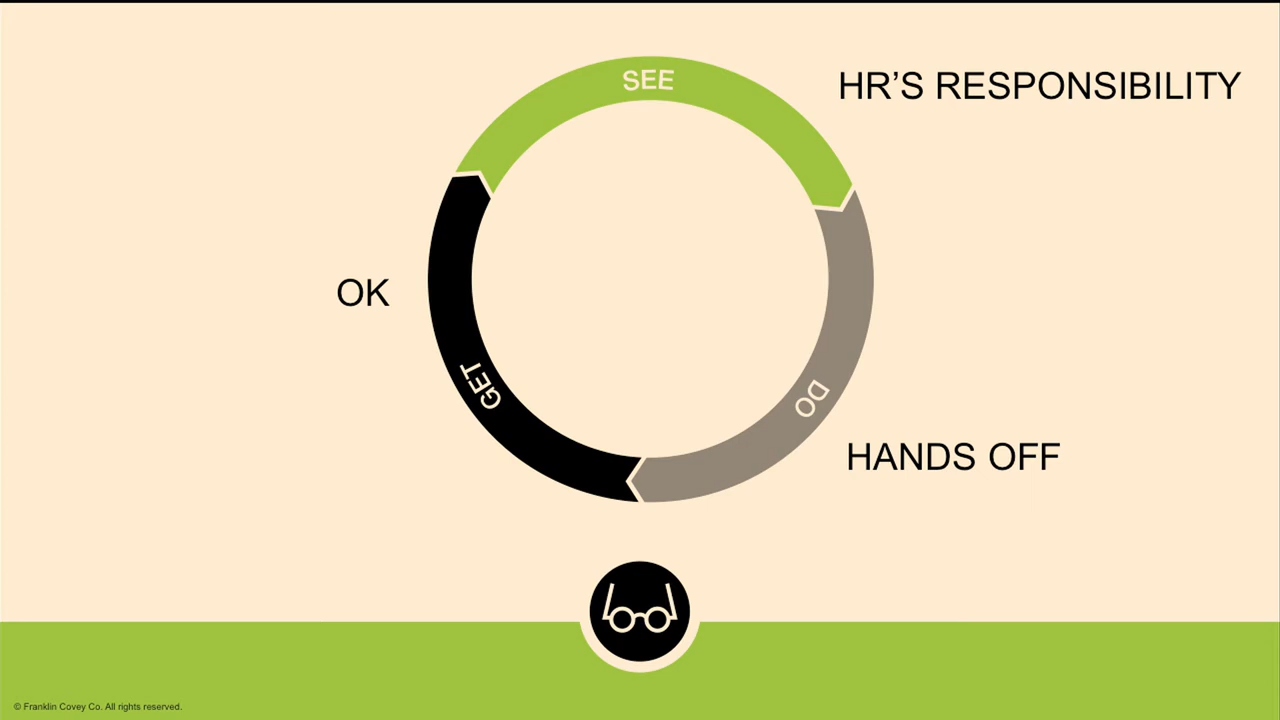 SEE
HR’S RESPONSIBILITY
OK
GET
DO
HANDS OFF
© Franklin Covey Co. All rights reserved.